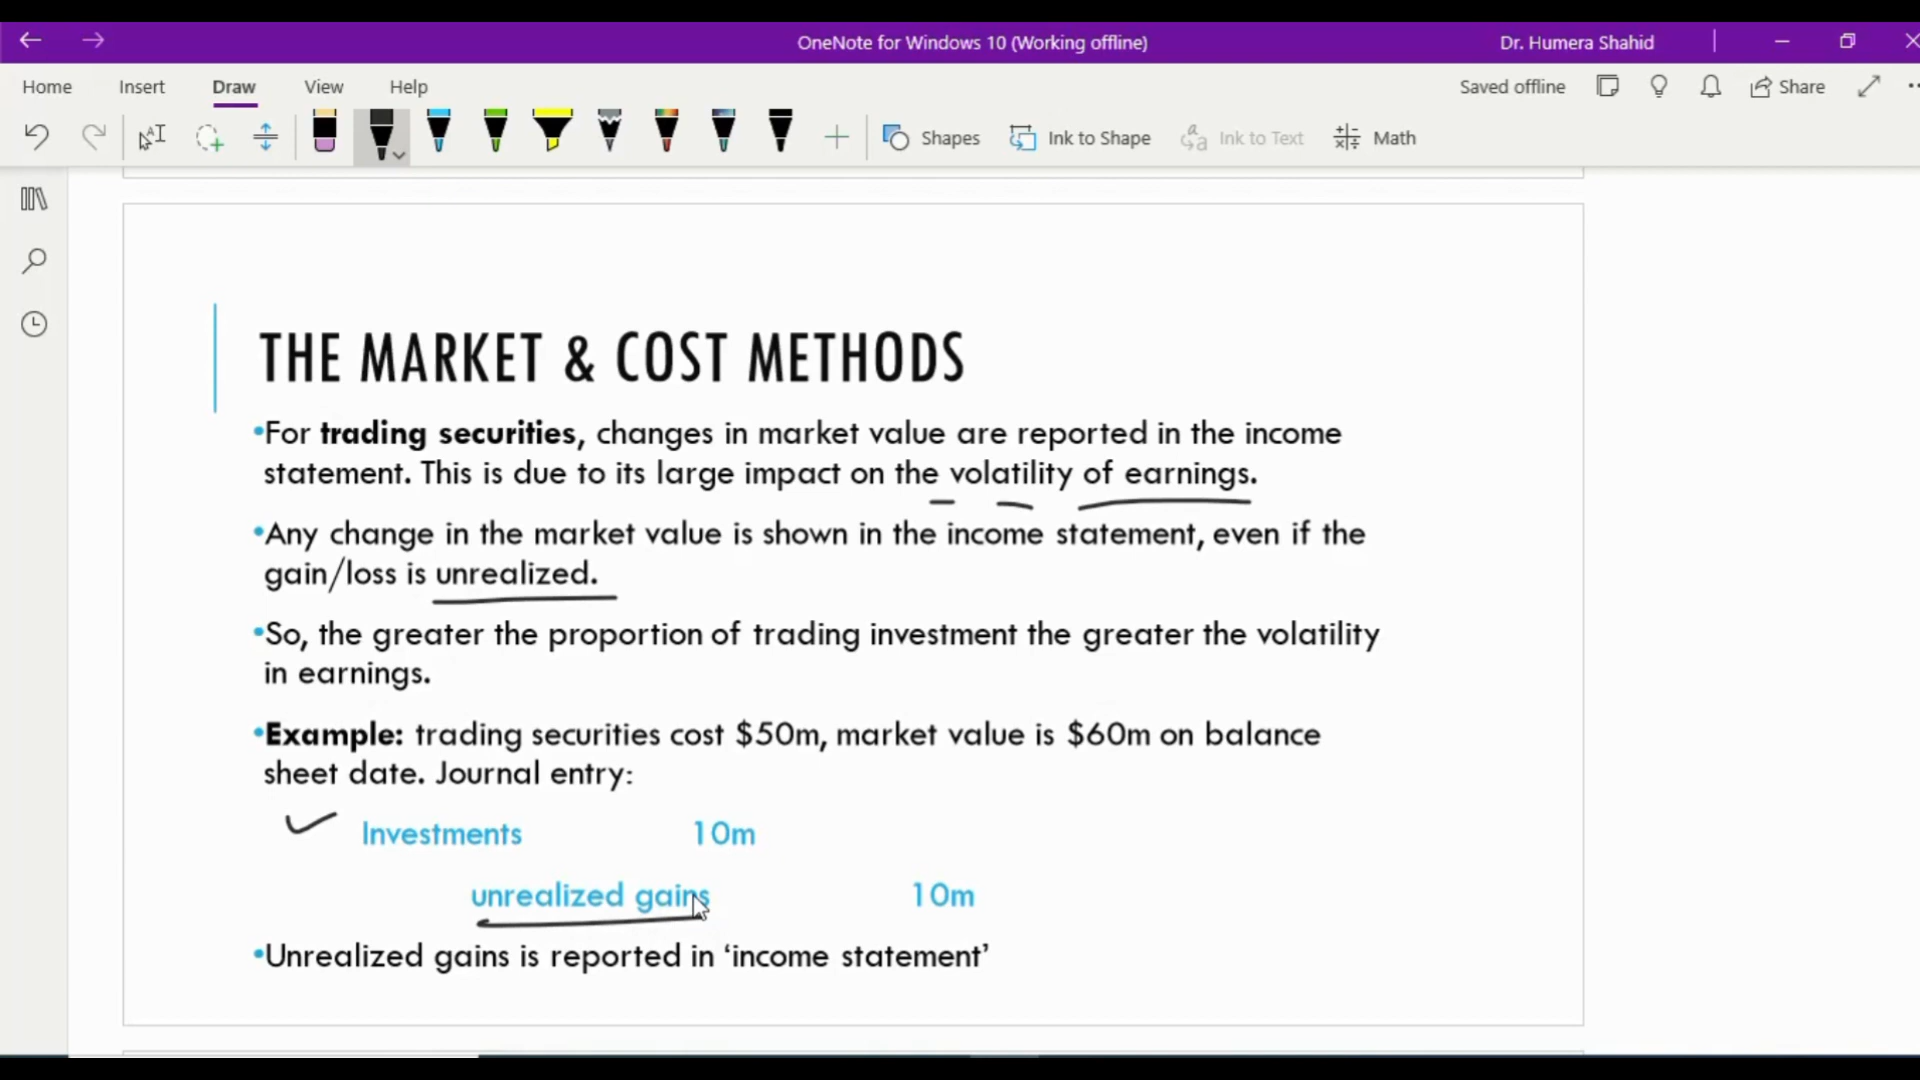 OneNote for Windows 10 (Working offline)
Dr. Humera Shahid
Home Insert Draw View Help
Saved offline
Share
Shapes
Ink to Shape
Ink to Text
Math
THE MARKET & COST METHODS
•For trading securities, changes in market value are reported in the income
statement. This is due to its large impact on the volatility of earnings.
•Any change in the market value is shown in the income statement, even if the
gain/loss is unrealized.
•So, the greater the proportion of trading investment the greater the volatility
in earnings.
•Example: trading securities cost $50m, market value is $60m on balance
sheet date. Journal entry:
Investments 10m
unrealized gains 10m
•Unrealized gains is reported in ‘income statement’